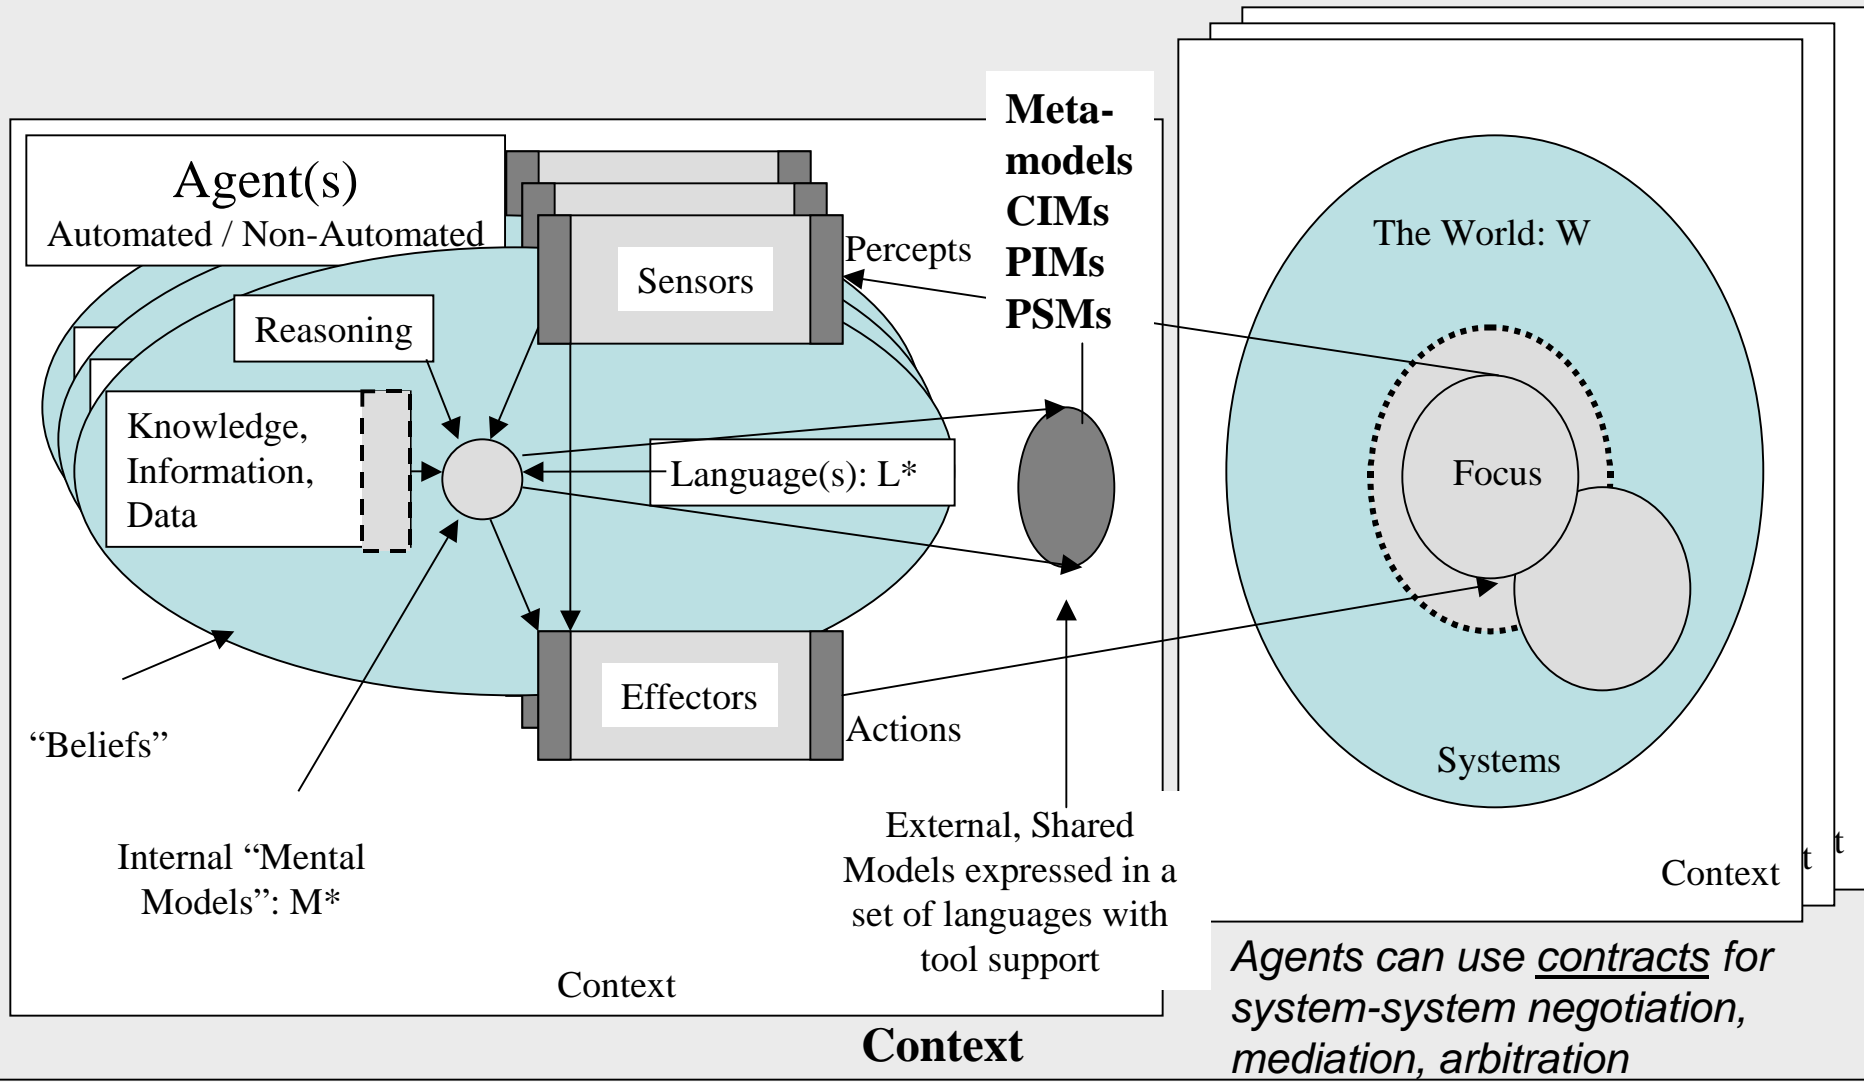 Agent(s)
Automated / Non-Automated
Sensors
Percepts
Meta-
models
CIMs
PIMs
PSMs
Reasoning
Knowledge,
Information,
Data
Language(s): L*
Effectors
Actions
“Beliefs”
Internal “Mental
Models”: M*
External, Shared
Models expressed in a
set of languages with
tool support
Context
The World: W
Focus
Systems
Context
t
t
Context
Agents can use contracts for
system-system negotiation,
mediation, arbitration